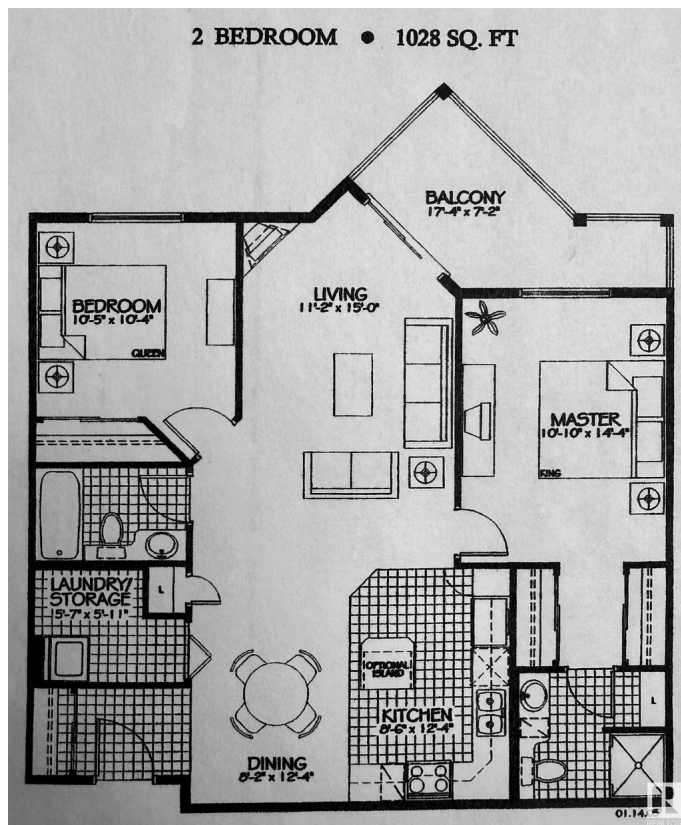 2 BEDROOM • 1028 SQ. FT
BALCONY
17'-4" x 7'-2"
LIVING
11'-2" x 15'-0"
BEDROOM
10'-5" x 10'-4"
QUEEN
MASTER
10'-10" x 14'-4"
KING
LAUNDRY/
STORAGE
5'-7" x 5'-11"
L
OPTIONAL
ISLAND
KITCHEN
8'-6" x 12'-4"
L
DINING
8'-2" x 12'-4"